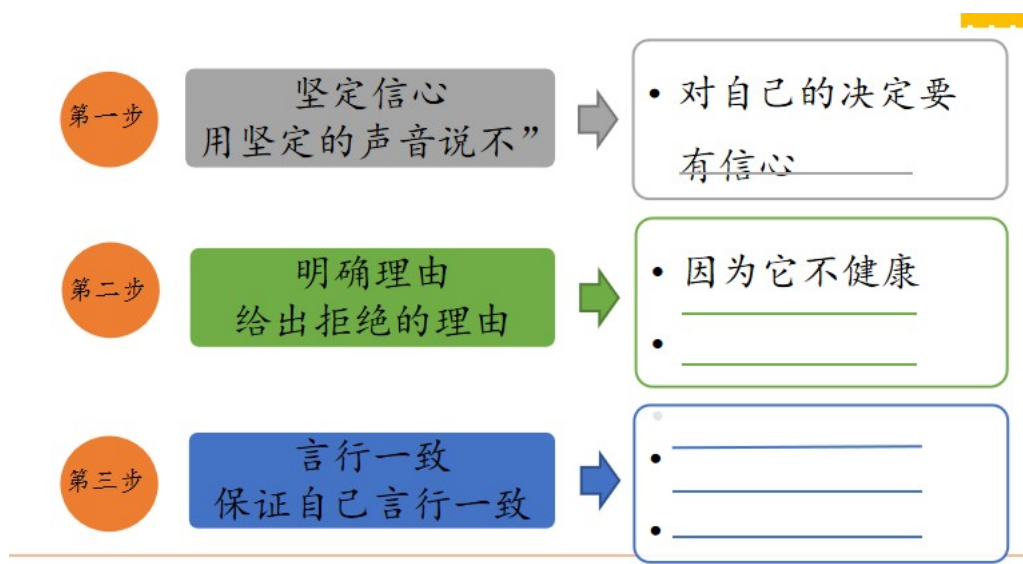 第一步
坚定信心
用坚定的声音说不”
• 对自己的决定要
有信心
第二步
明确理由
给出拒绝的理由
• 因为它不健康
•
第三步
言行一致
保证自己言行一致
•
•